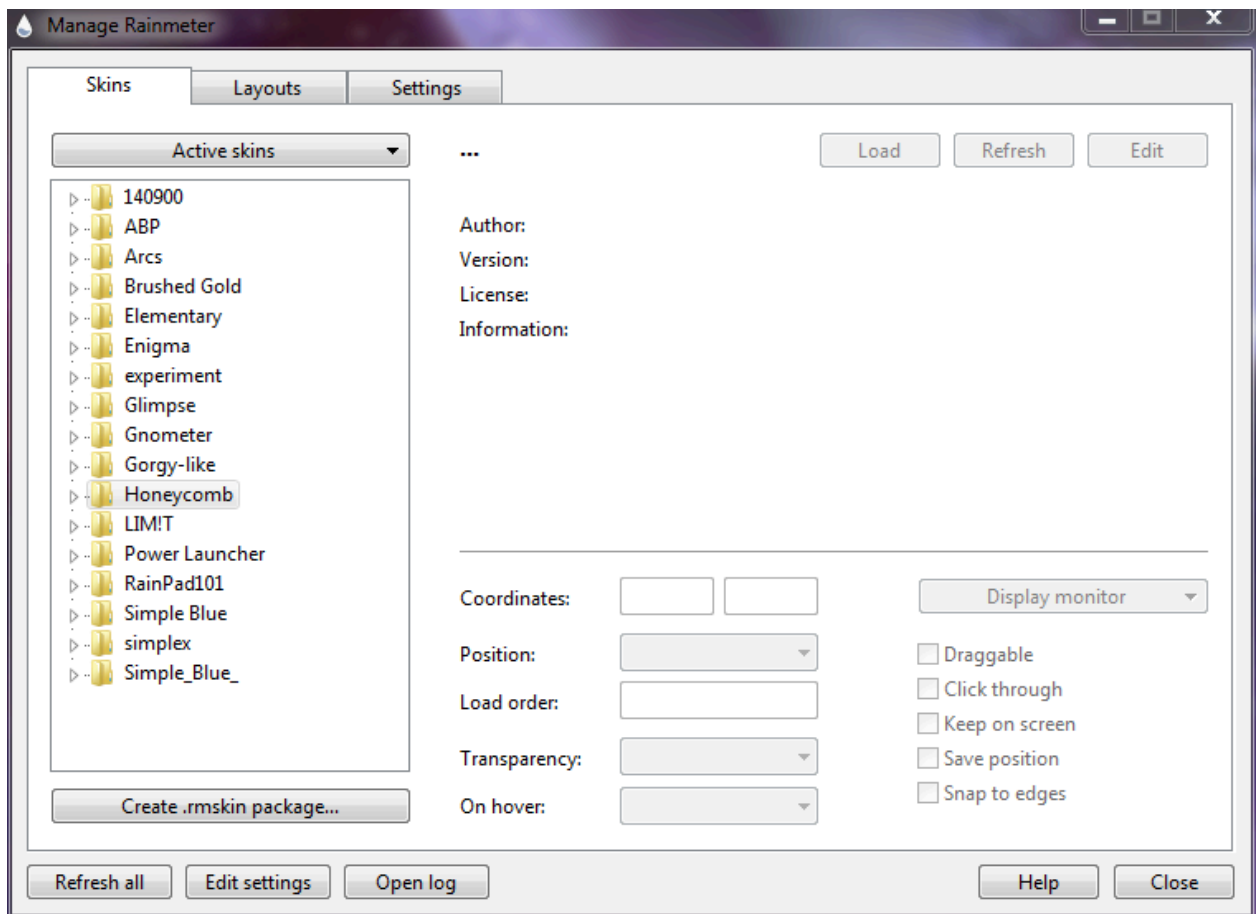 Manage Rainmeter
Skins
Layouts
Settings
Active skins
...
Load
Refresh
Edit
140900
ABP
Arcs
Brushed Gold
Elementary
Enigma
experiment
Glimpse
Gnometer
Gorgy-like
Honeycomb
LIM!T
Power Launcher
RainPad101
Simple Blue
simplex
Simple_Blue_
Create .rmskin package...
Author:
Version:
License:
Information:
Coordinates:
Position:
Load order:
Transparency:
On hover:
Display monitor
Draggable
Click through
Keep on screen
Save position
Snap to edges
Refresh all
Edit settings
Open log
Help
Close